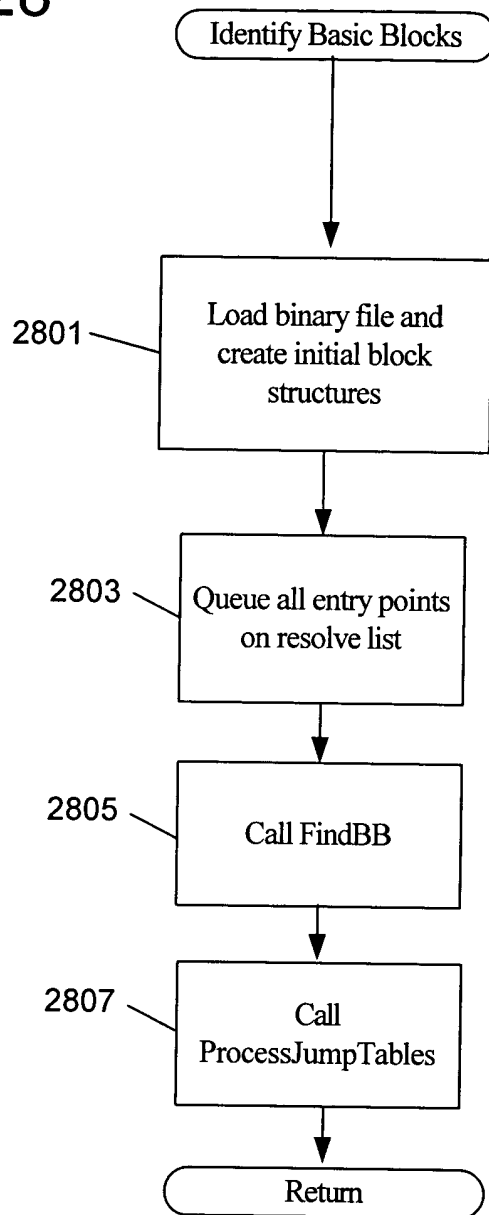 28
Identify Basic Blocks
2801
Load binary file and
create initial block
structures
2803
Queue all entry points
on resolve list
2805
Call FindBB
2807
Call
ProcessJumpTables
Return